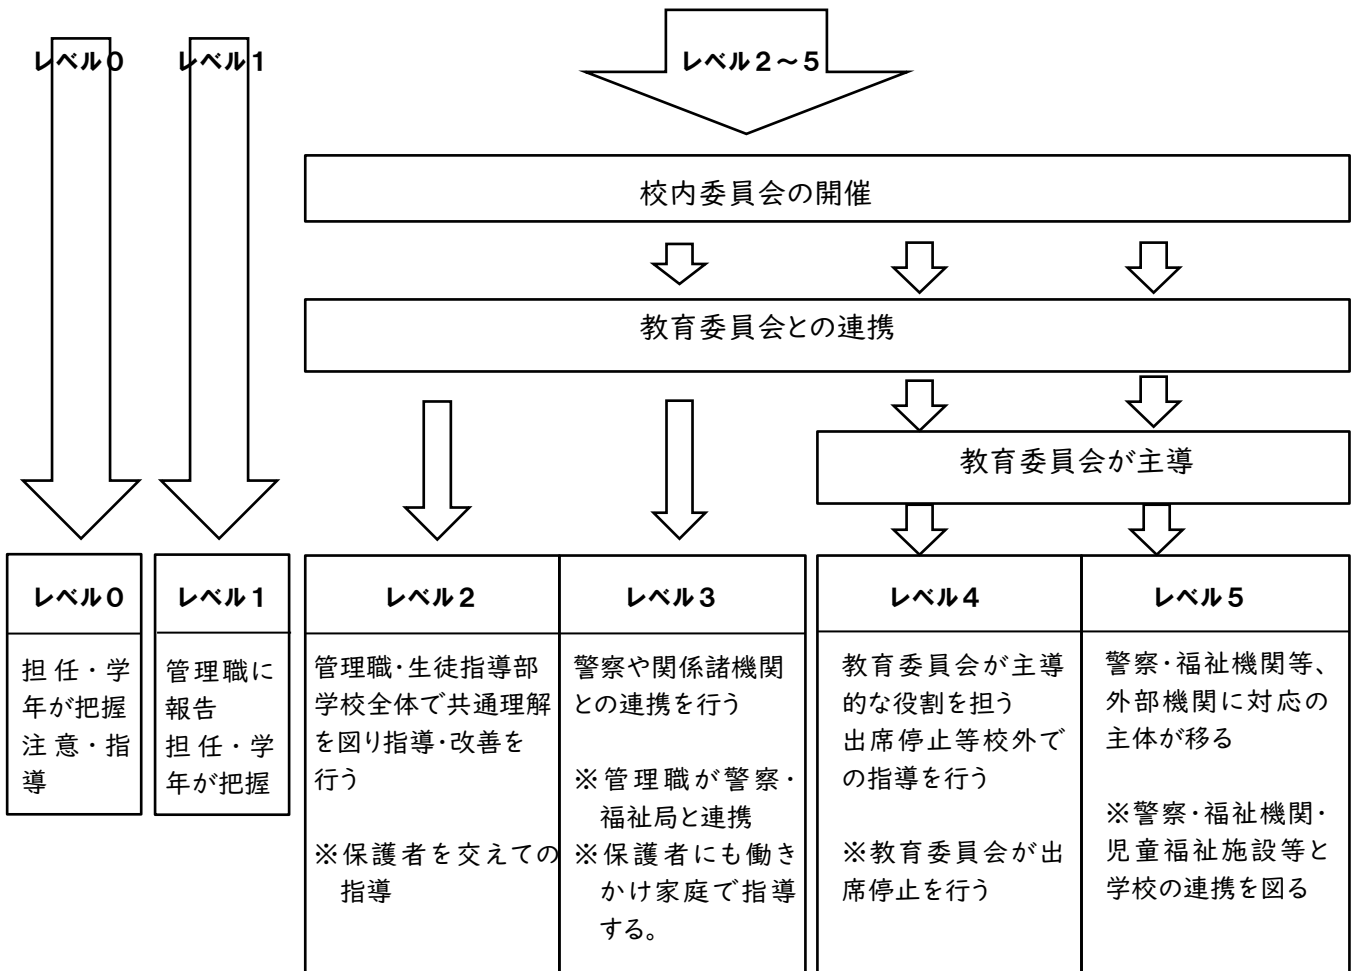 レベル０
レベル１
レベル２～５
校内委員会の開催
教育委員会との連携
教育委員会が主導
レベル０
担任・学
年が把握
注意・指
導
レベル１
管理職に
報告
担任・学
年が把握
レベル２
管理職・生徒指導部
学校全体で共通理解
を図り指導・改善を
行う
※保護者を交えての
指導
レベル３
警察や関係諸機関
との連携を行う
※管理職が警察・
福祉局と連携
※保護者にも働き
かけ家庭で指導
する。
レベル４
教育委員会が主導
的な役割を担う
出席停止等校外で
の指導を行う
※教育委員会が出
席停止を行う
レベル５
警察・福祉機関等、
外部機関に対応の
主体が移る
※警察・福祉機関・
児童福祉施設等と
学校の連携を図る